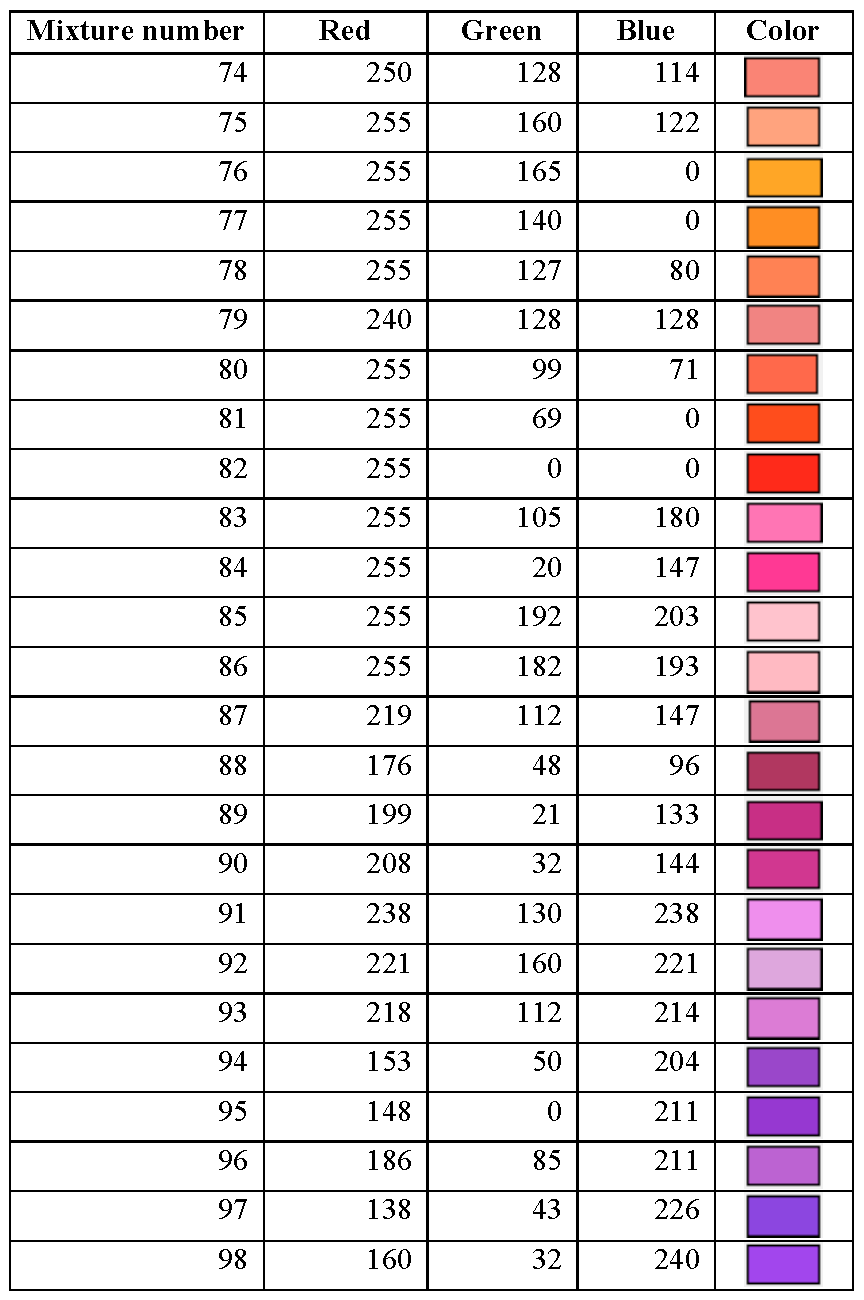 Mixture number Red Green Blue Color
74 250 128 114
75 255 160 122
76 255 165 0
77 255 140 0
78 255 127 80
79 240 128 128
80 255 99 71
81 255 69 0
82 255 0 0
83 255 105 180
84 255 20 147
85 255 192 203
86 255 182 193
87 219 112 147
88 176 48 96
89 199 21 133
90 208 32 144
91 238 130 238
92 221 160 221
93 218 112 214
94 153 50 204
95 148 0 211
96 186 85 211
97 138 43 226
98 160 32 240